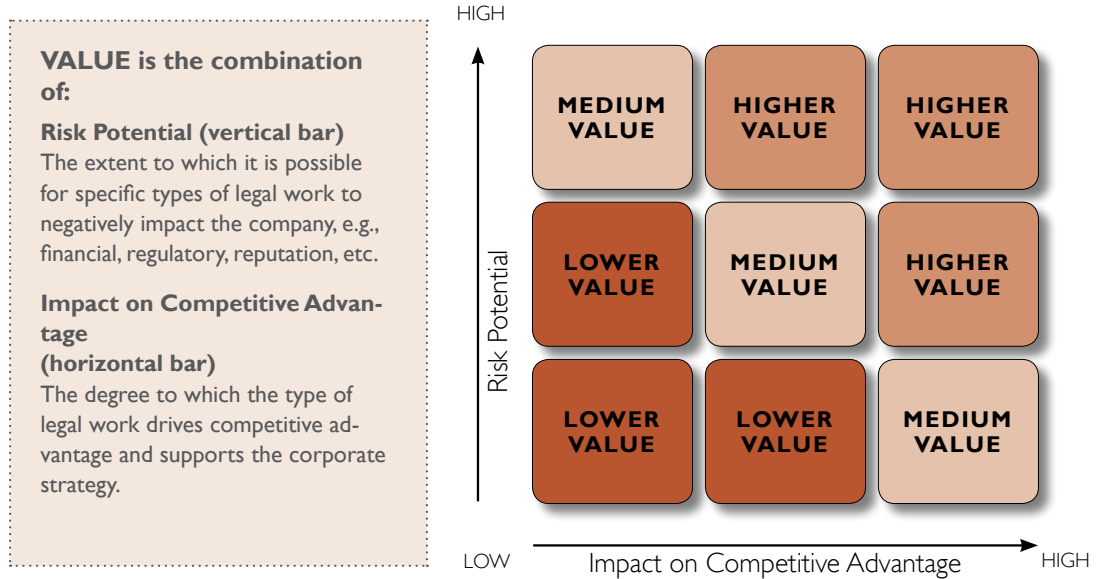 VALUE is the combination
of:
Risk Potential (vertical bar)
The extent to which it is possible
for specific types of legal work to
negatively impact the company, e.g.,
financial, regulatory, reputation, etc.
Impact on Competitive Advan-
tage
(horizontal bar)
The degree to which the type of
legal work drives competitive ad-
vantage and supports the corporate
strategy.
HIGH
Risk Potential
MEDIUM
VALUE
HIGHER
VALUE
HIGHER
VALUE
LOWER
VALUE
MEDIUM
VALUE
HIGHER
VALUE
LOWER
VALUE
LOWER
VALUE
MEDIUM
VALUE
LOW
Impact on Competitive Advantage
HIGH